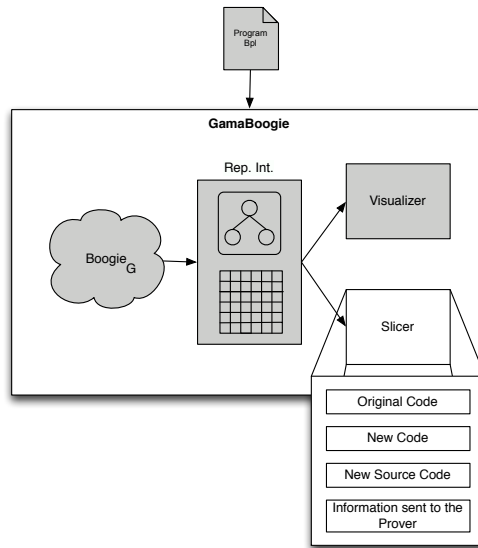 Program
Bpl
GamaBoogie
Rep. Int.
Boogie G
Visualizer
Slicer
Original Code
New Code
New Source Code
Information sent to the
Prover